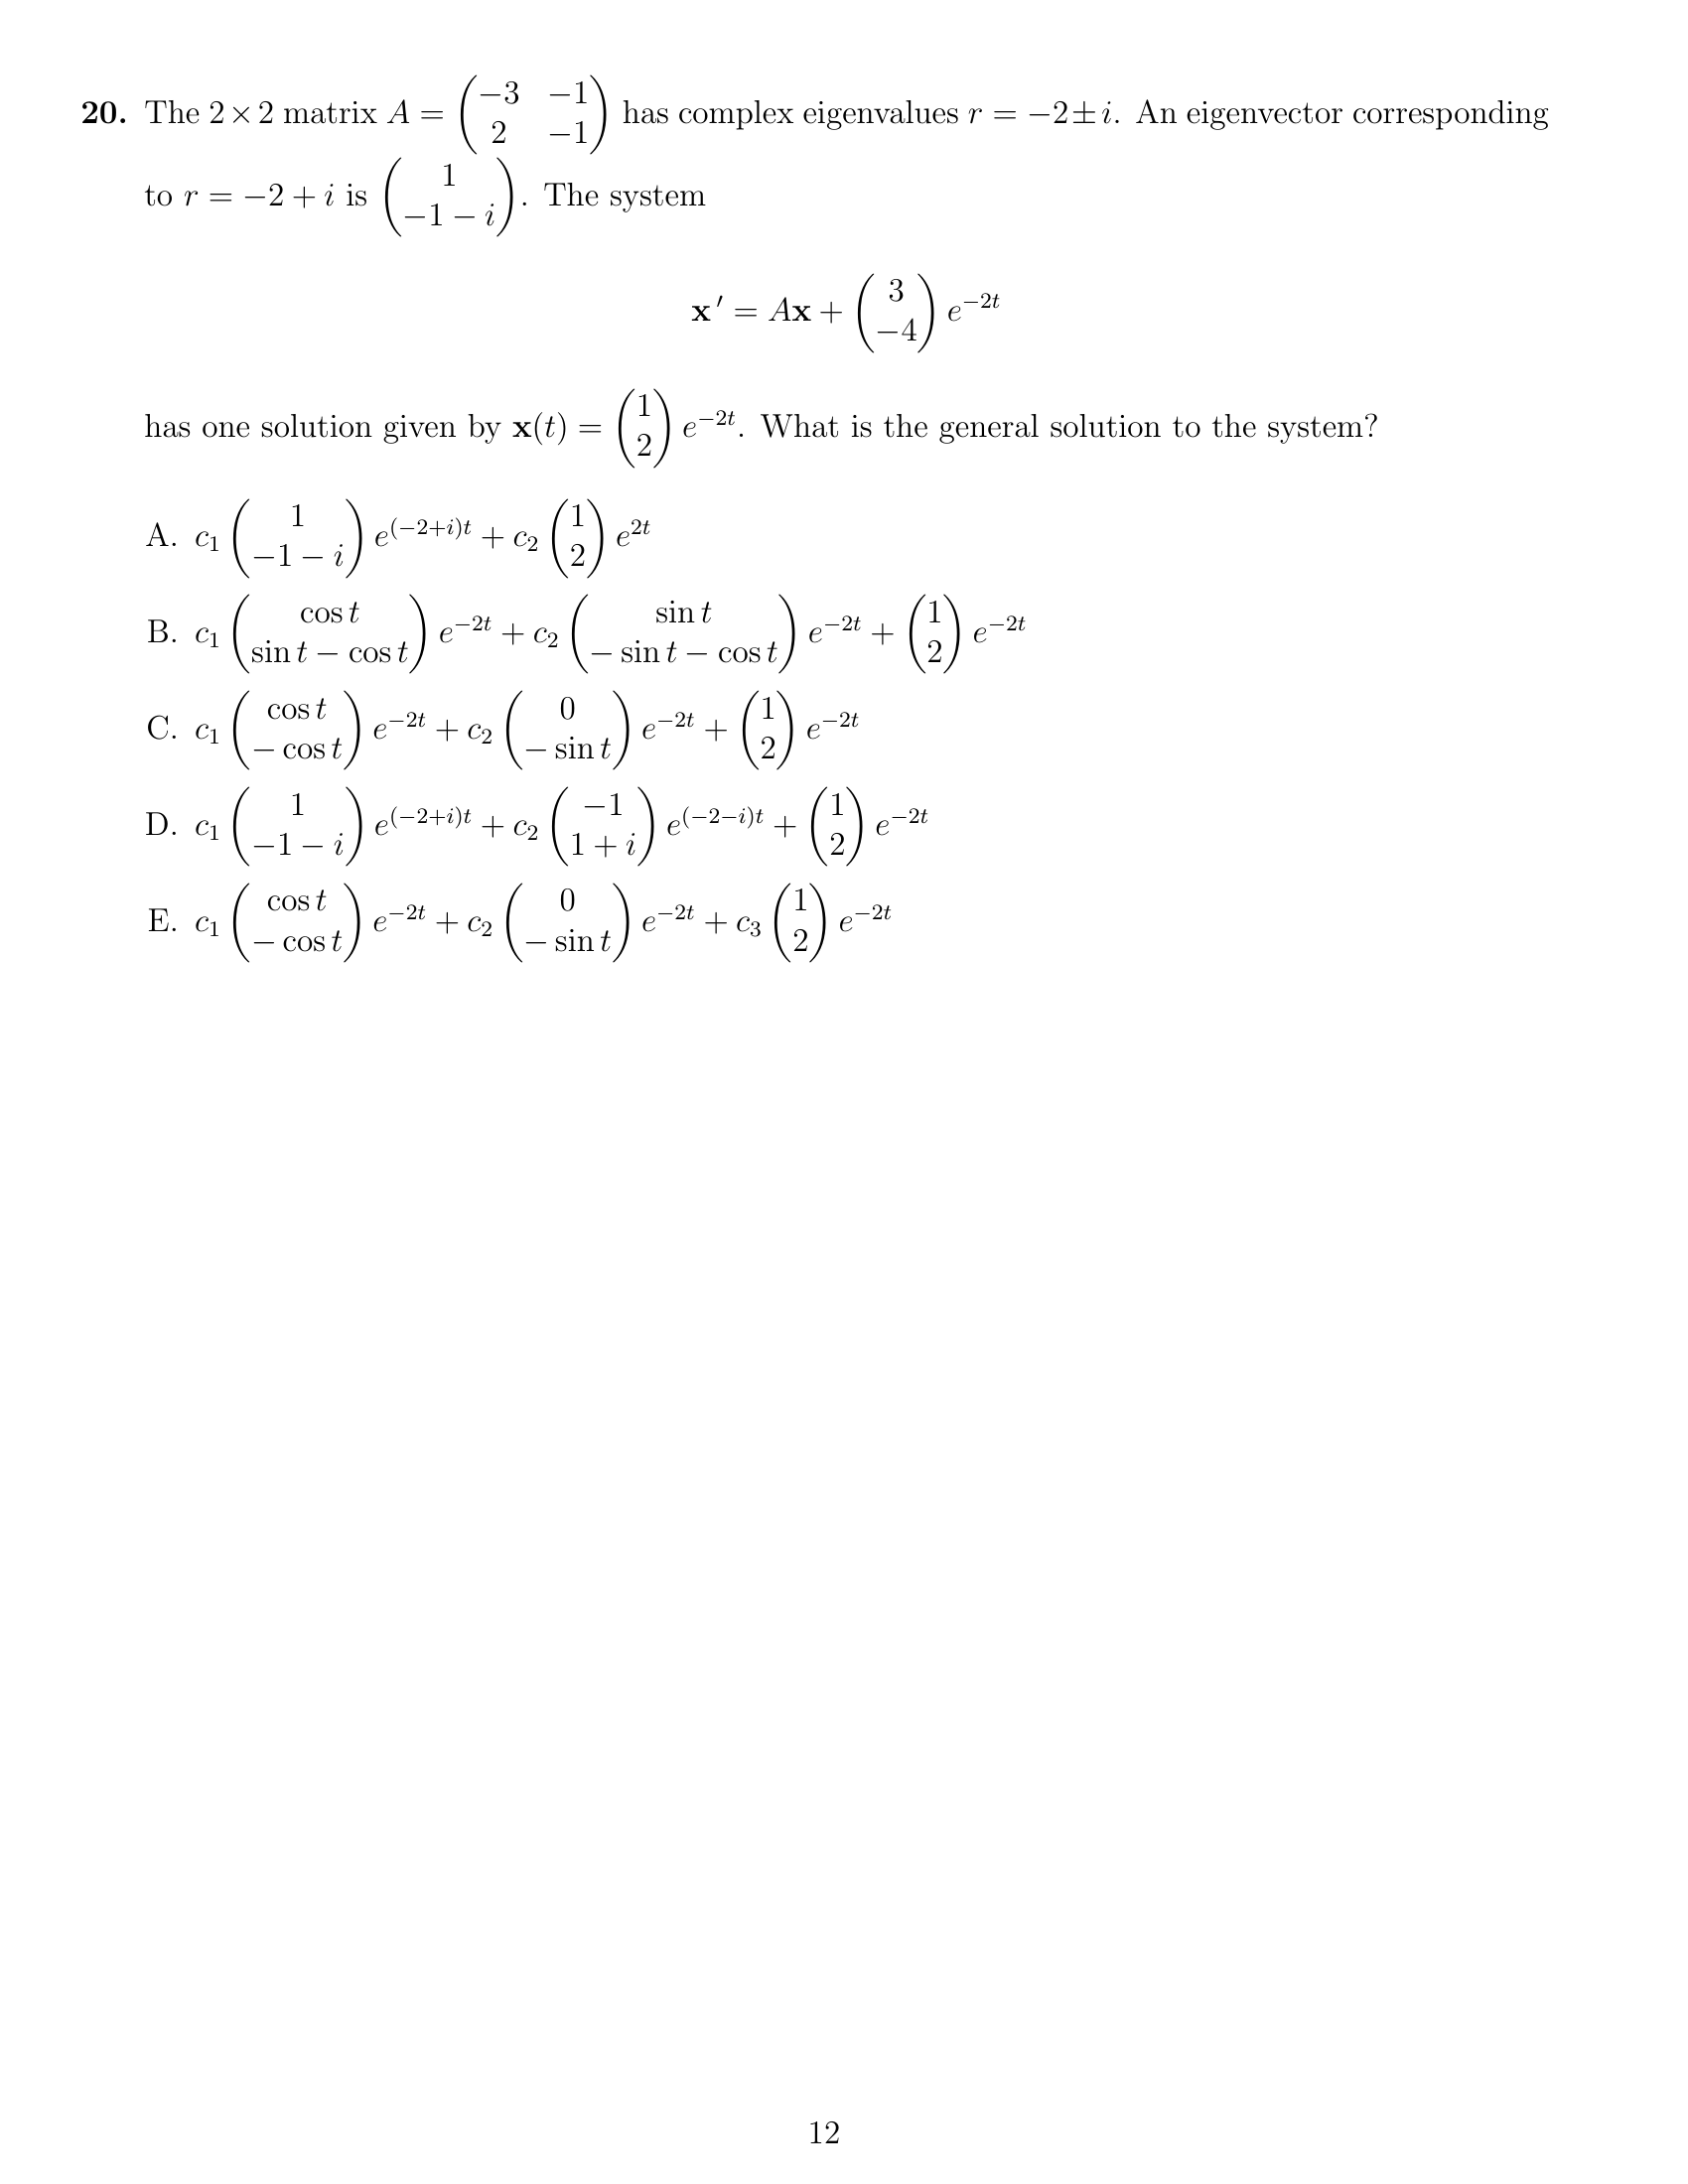 20. The 2 × 2 matrix $A = \begin{pmatrix} -3 & -1 \\ 2 & -1 \end{pmatrix}$ has complex eigenvalues $r = -2 \pm i$. An eigenvector corresponding
to $r = -2 + i$ is $\begin{pmatrix} 1 \\ -1 - i \end{pmatrix}$. The system
$\mathbf{x}' = A\mathbf{x} + \begin{pmatrix} 3 \\ -4 \end{pmatrix} e^{-2t}$
has one solution given by $\mathbf{x}(t) = \begin{pmatrix} 1 \\ 2 \end{pmatrix} e^{-2t}$. What is the general solution to the system?
A. $c_1 \begin{pmatrix} 1 \\ -1 - i \end{pmatrix} e^{(-2+i)t} + c_2 \begin{pmatrix} 1 \\ 2 \end{pmatrix} e^{2t}$
B. $c_1 \begin{pmatrix} \cos t \\ \sin t - \cos t \end{pmatrix} e^{-2t} + c_2 \begin{pmatrix} \sin t \\ -\sin t - \cos t \end{pmatrix} e^{-2t} + \begin{pmatrix} 1 \\ 2 \end{pmatrix} e^{-2t}$
C. $c_1 \begin{pmatrix} \cos t \\ -\cos t \end{pmatrix} e^{-2t} + c_2 \begin{pmatrix} 0 \\ -\sin t \end{pmatrix} e^{-2t} + \begin{pmatrix} 1 \\ 2 \end{pmatrix} e^{-2t}$
D. $c_1 \begin{pmatrix} 1 \\ -1 - i \end{pmatrix} e^{(-2+i)t} + c_2 \begin{pmatrix} -1 \\ 1 + i \end{pmatrix} e^{(-2-i)t} + \begin{pmatrix} 1 \\ 2 \end{pmatrix} e^{-2t}$
E. $c_1 \begin{pmatrix} \cos t \\ -\cos t \end{pmatrix} e^{-2t} + c_2 \begin{pmatrix} 0 \\ -\sin t \end{pmatrix} e^{-2t} + c_3 \begin{pmatrix} 1 \\ 2 \end{pmatrix} e^{-2t}$
12